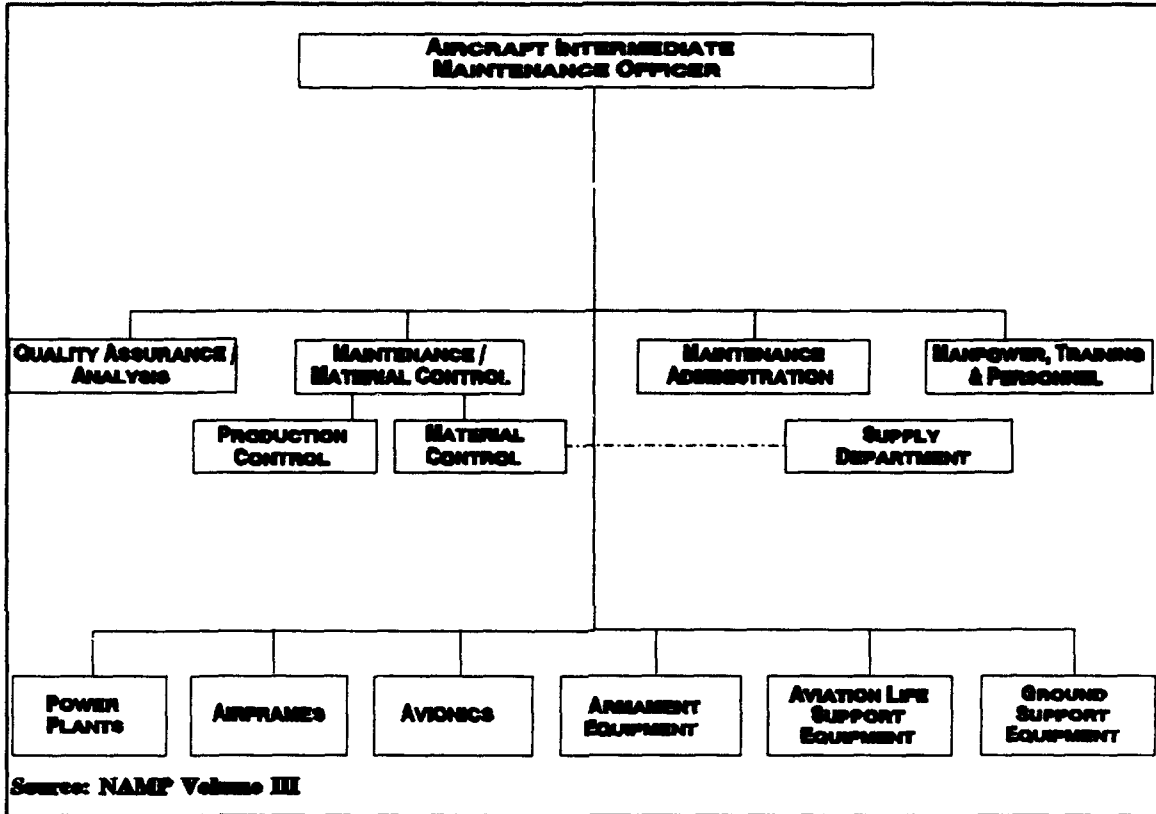 AIRCRAFT INTERMEDIATE
MAINTENANCE OFFICER
QUALITY ASSURANCE /
ANALYSIS
MAINTENANCE /
MATERIAL CONTROL
MAINTENANCE
ADMINISTRATION
MANPOWER, TRAINING
& PERSONNEL
PRODUCTION
CONTROL
MATERIAL
CONTROL
SUPPLY
DEPARTMENT
POWER
PLANTS
AIRFRAMES
AVIONICS
ARMAMENT
EQUIPMENT
AVIATION LIFE
SUPPORT
EQUIPMENT
GROUND
SUPPORT
EQUIPMENT
Source: NAMP Volume III